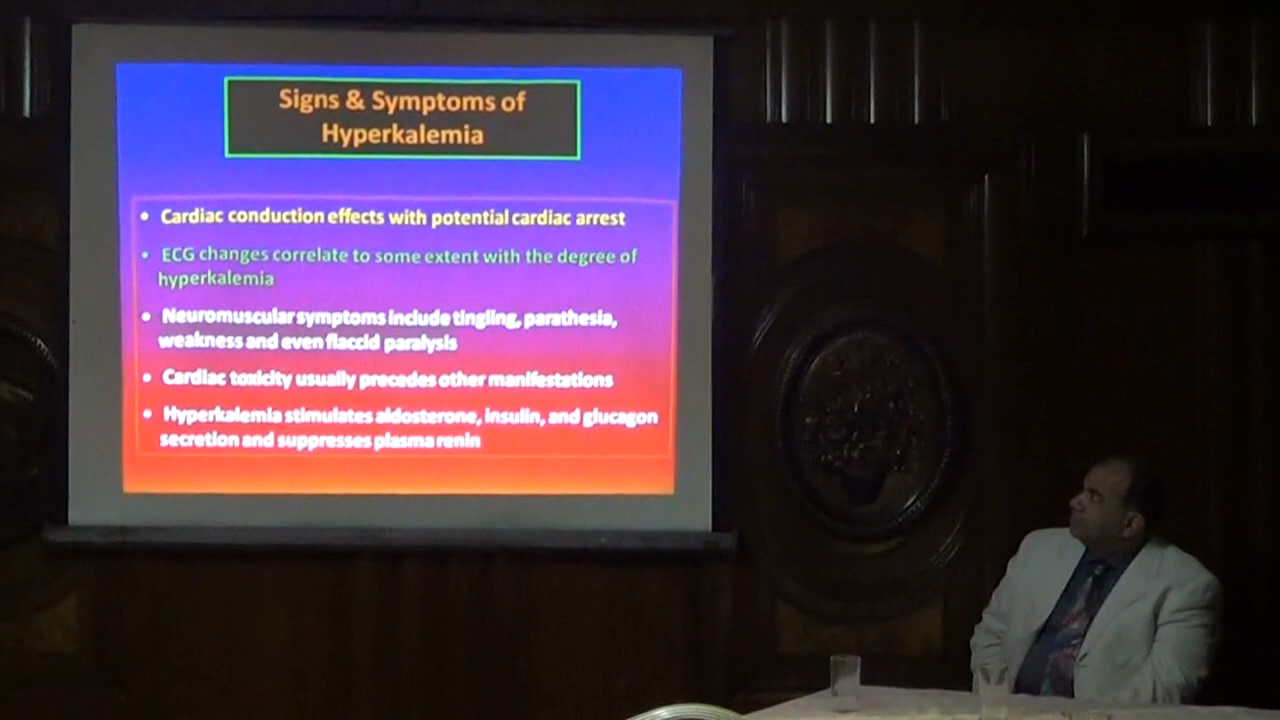 Signs & Symptoms of
Hyperkalemia
• Cardiac conduction effects with potential cardiac arrest
• ECG changes correlate to some extent with the degree of
hyperkalemia
• Neuromuscular symptoms include tingling, parathesia,
weakness and even flaccid paralysis
• Cardiac toxicity usually precedes other manifestations
• Hyperkalemia stimulates aldosterone, insulin, and glucagon
secretion and suppresses plasma renin